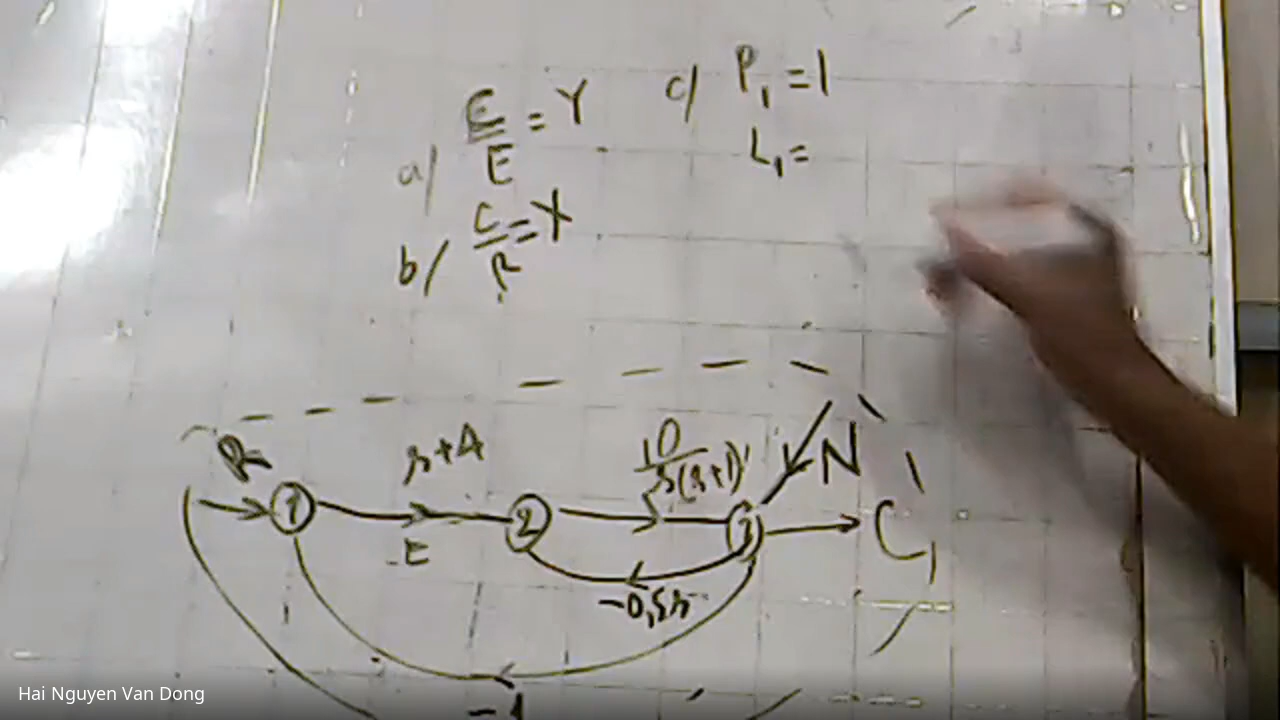 a/ C/E = Y
b/ C/R = X
c/ P₁ = 1
L₁ =
R
1
s+4
E
2
10/s(s+1)
3
N
C
-0,5s
-1
Hai Nguyen Van Dong